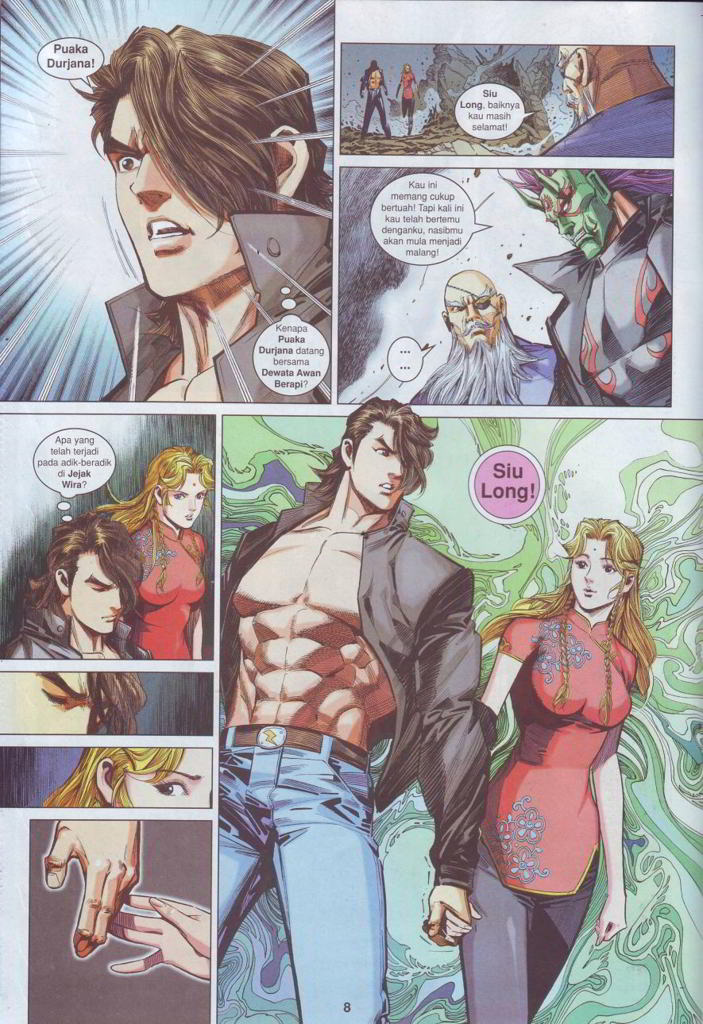 Puaka
Durjana!
Kenapa
Puaka
Durjana datang
bersama
Dewata Awan
Berapi?
Siu
Long, baiknya
kau masih
selamat!
Kau ini
memang cukup
bertuah! Tapi kali ini
kau telah bertemu
denganku, nasibmu
akan mula menjadi
malang!
...
...
Apa yang
telah terjadi
pada adik-beradik
di Jejak
Wira?
Siu
Long!
8